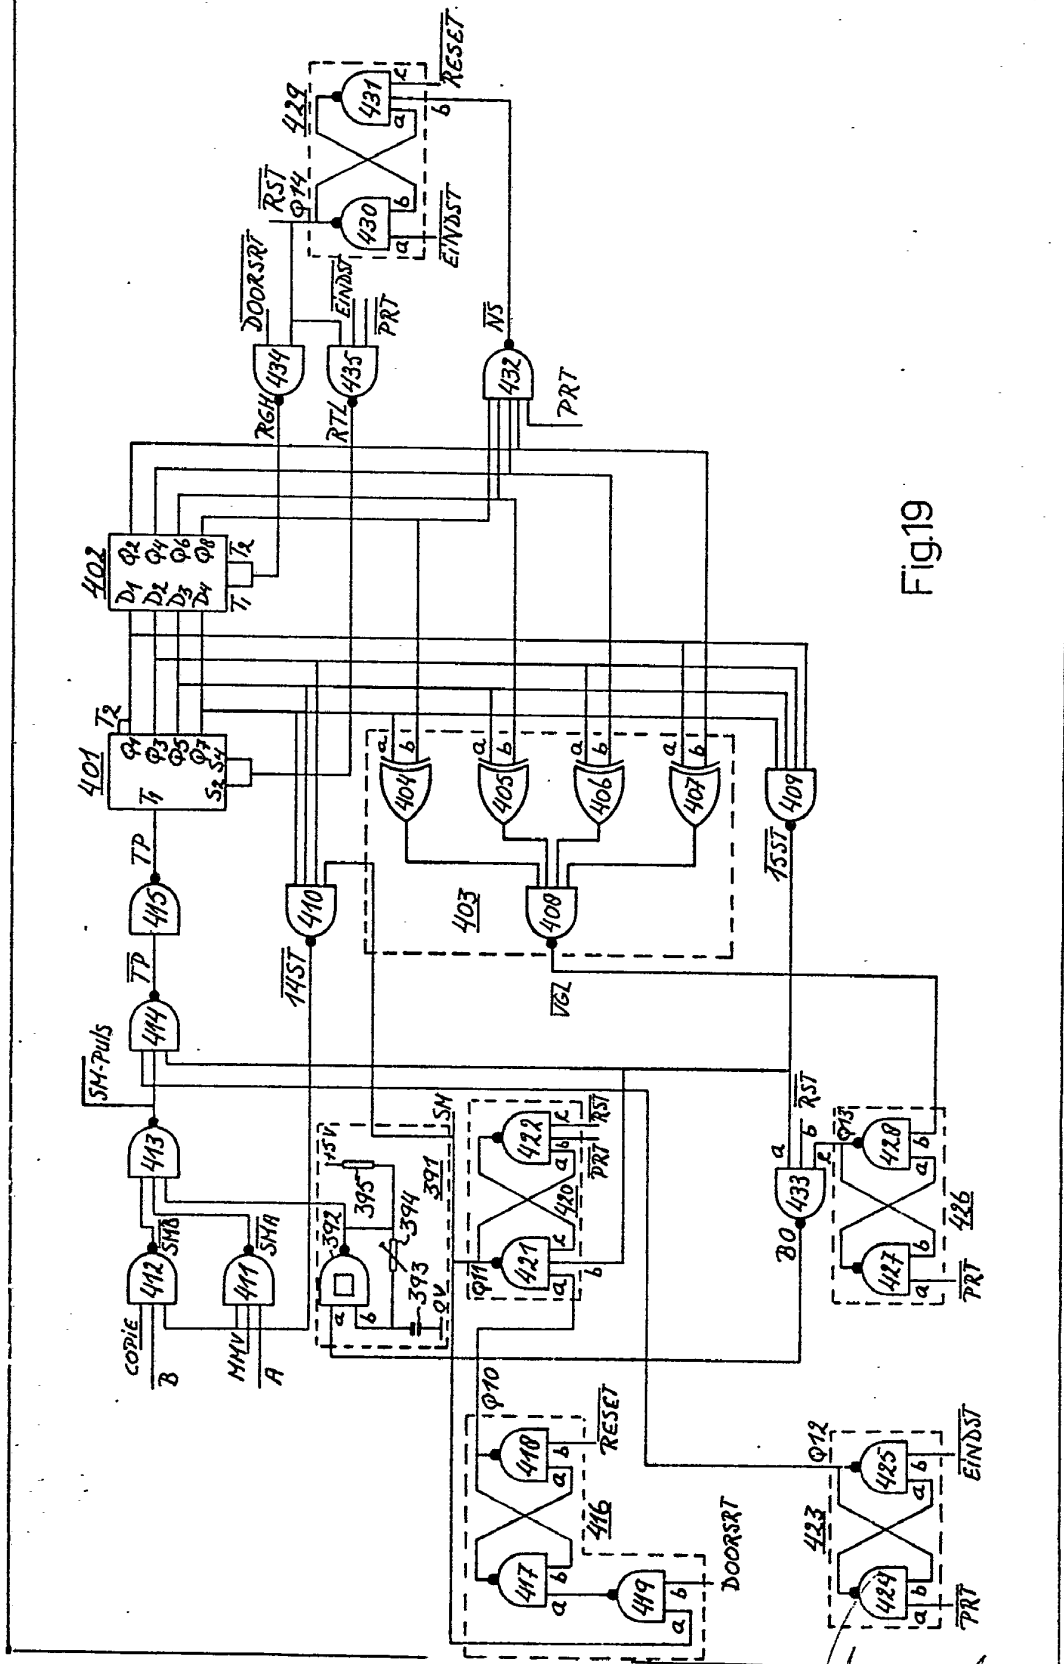 COPIE
B
MMV
A
412
SMB
411
SMA
413
SM-PULS
414
TP
415
TP
401
T1
T2
Q1
Q3
Q5
Q7
S2
S4
402
D1
D2
D3
D4
Q2
Q4
Q6
Q8
T1
T2
DOORSRT
434
RGH
435
RTL
EINDST
PRT
RST
Q14
429
430
a
b
431
a
b
r
EINDST
RESET
NS
432
PRT
14ST
410
392
a
b
15V
395
394
393
0V
391
403
404
a
b
405
a
b
406
a
b
407
a
b
408
VGL
409
15ST
SM
Q11
421
a
b
r
420
422
a
b
r
PRT
RST
BO
433
a
b
r
RST
Q13
427
a
b
428
a
b
426
PRT
Q10
417
a
b
418
a
b
416
RESET
419
a
b
DOORSRT
Q12
423
424
a
b
425
a
b
PRT
EINDST
Fig.19